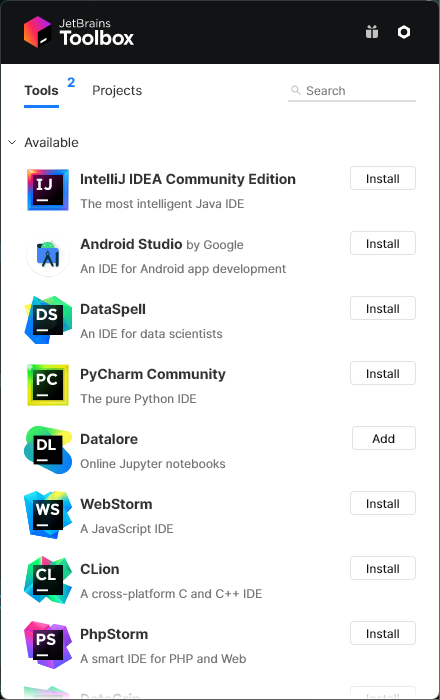 JetBrains
Toolbox
Tools 2 Projects Search
Available
IJ IntelliJ IDEA Community Edition Install
The most intelligent Java IDE
Android Studio by Google Install
An IDE for Android app development
DS DataSpell Install
An IDE for data scientists
PC PyCharm Community Install
The pure Python IDE
DL Datalore Add
Online Jupyter notebooks
WS WebStorm Install
A JavaScript IDE
CL CLion Install
A cross-platform C and C++ IDE
PS PhpStorm Install
A smart IDE for PHP and Web
DataGrip Install